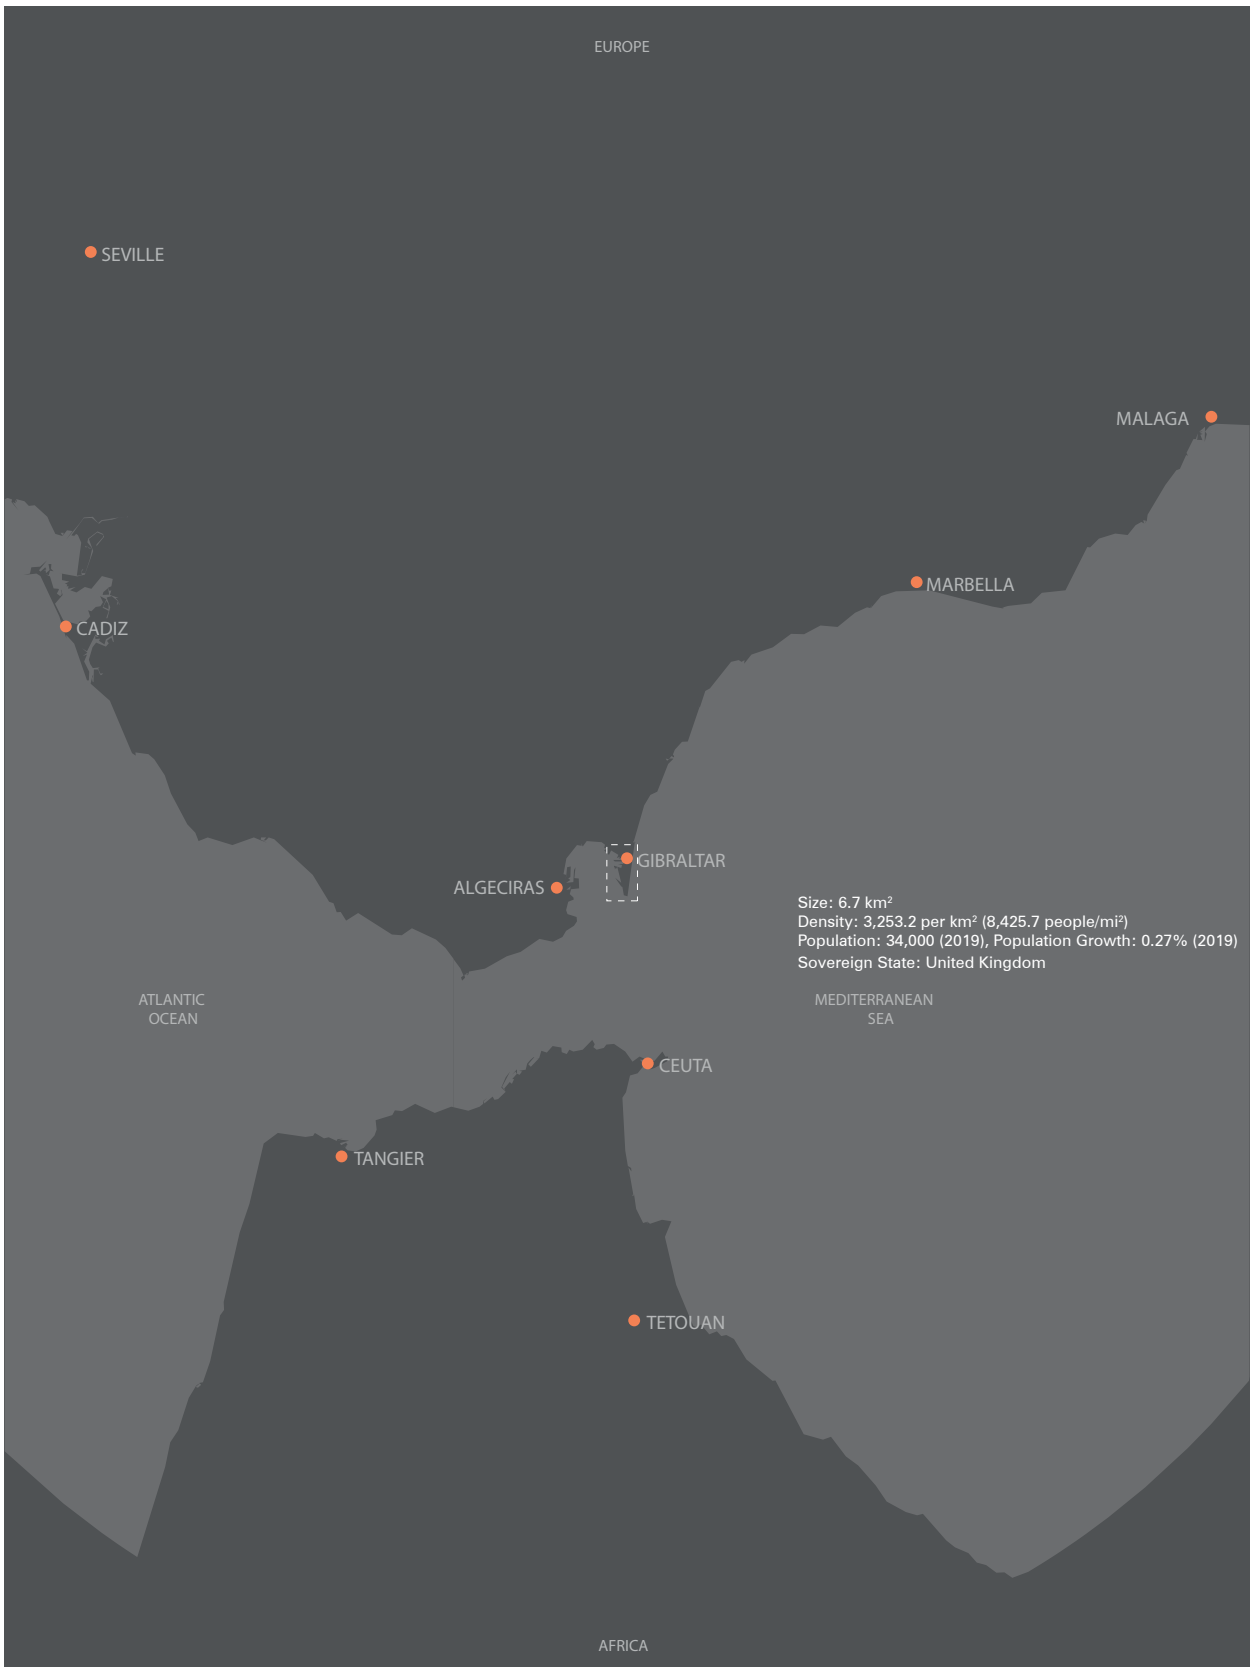 EUROPE
SEVILLE
MALAGA
MARBELLA
CADIZ
GIBRALTAR
ALGECIRAS
Size: 6.7 km²
Density: 3,253.2 per km² (8,425.7 people/mi²)
Population: 34,000 (2019), Population Growth: 0.27% (2019)
Sovereign State: United Kingdom
ATLANTIC
OCEAN
MEDITERRANEAN
SEA
CEUTA
TANGIER
TETOUAN
AFRICA